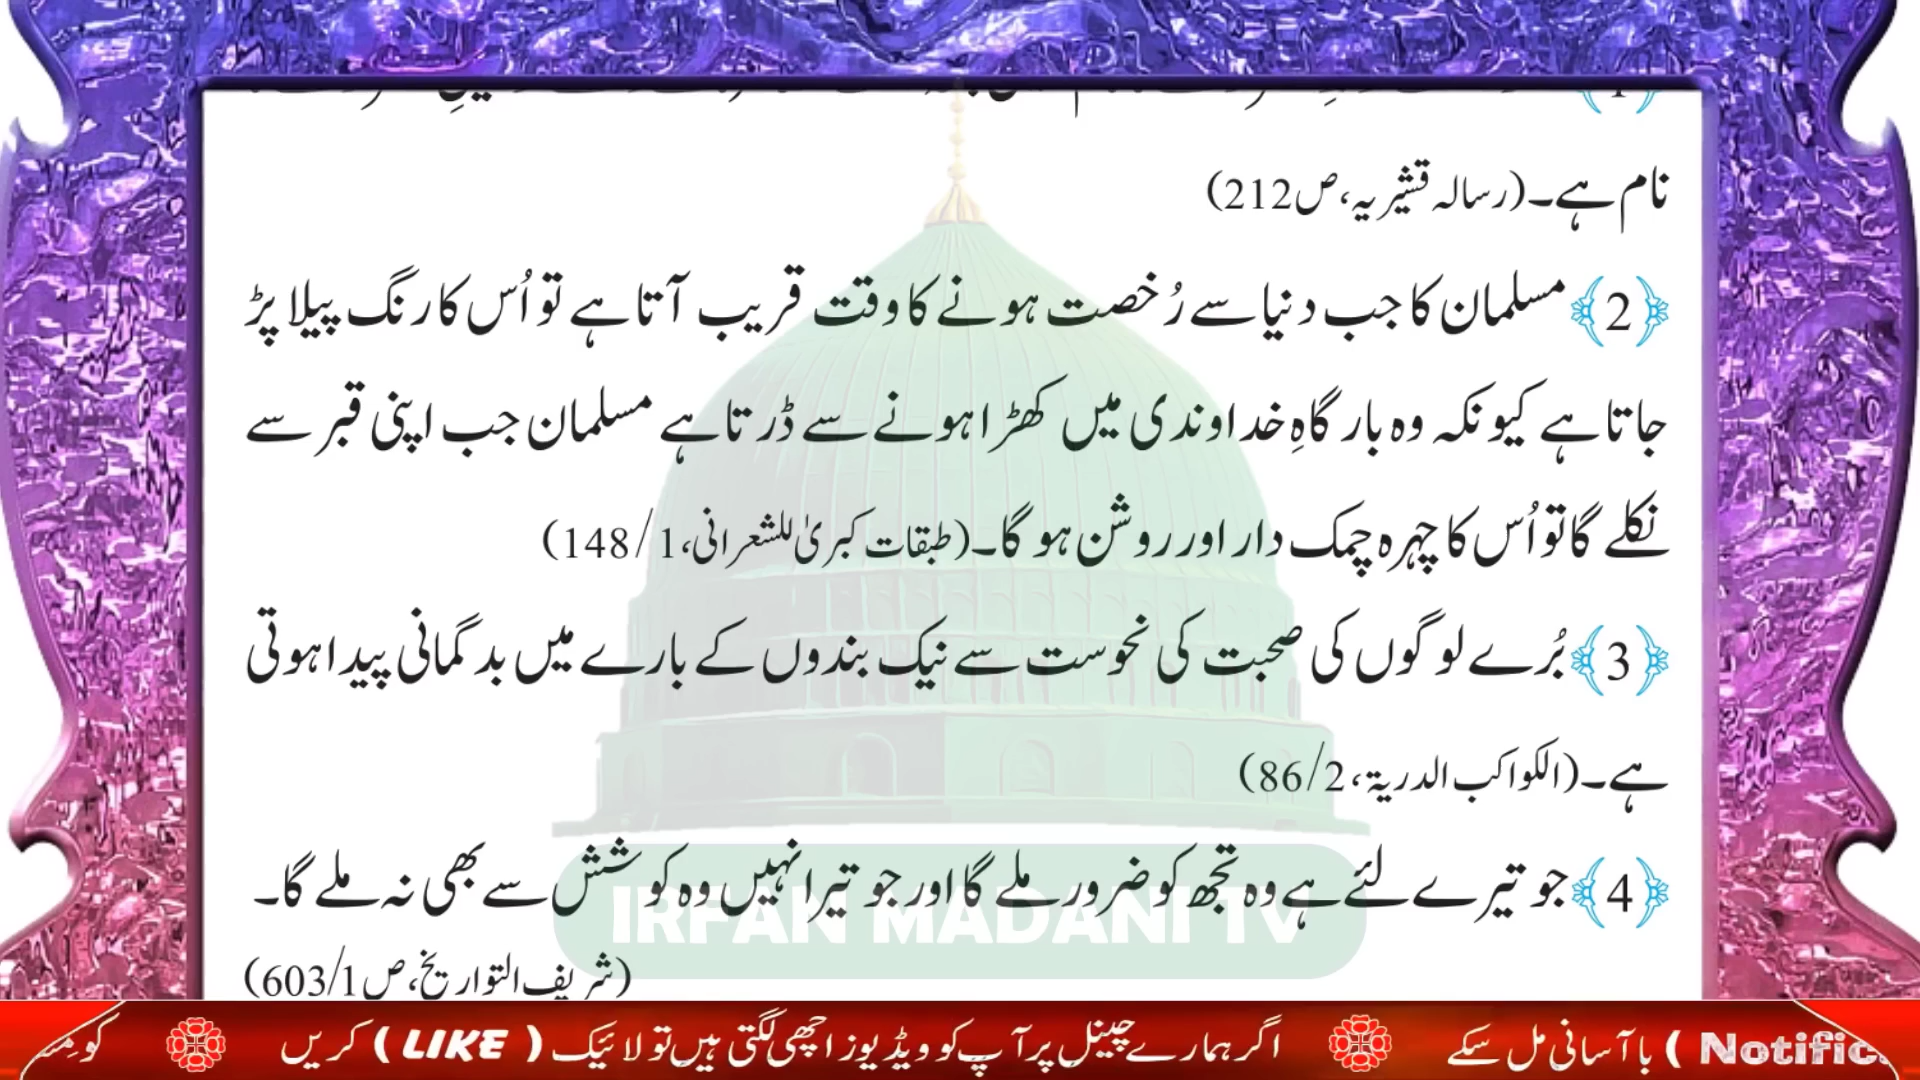 ﴿1﴾
نام ہے۔(رسالہ قشیریہ،ص212)
﴿2﴾ مسلمان کا جب دنیا سے رُخصت ہونے کا وقت قریب آتا ہے تو اُس کا رنگ پیلا پڑ
جاتا ہے کیونکہ وہ بارگاہِ خداوندی میں کھڑا ہونے سے ڈرتا ہے مسلمان جب اپنی قبر سے
نکلے گا تو اُس کا چہرہ چمک دار اور روشن ہو گا۔(طبقات کبریٰ للشعرانی،1/148)
﴿3﴾ بُرے لوگوں کی صحبت کی نحوست سے نیک بندوں کے بارے میں بدگمانی پیدا ہوتی
ہے۔(الکواکب الدریۃ،2/86)
﴿4﴾ جو تیرے لئے ہے وہ تجھ کو ضرور ملے گا اور جو تیرا نہیں وہ کوشش سے بھی نہ ملے گا۔
IRFAN MADANI TV
(شریف التواریخ،ص1/603)
Notific ) باآسانی مل سکے اگر ہمارے چینل پر آپ کو ویڈیوز اچھی لگتی ہیں تو لائیک ( LIKE ) کریں کو